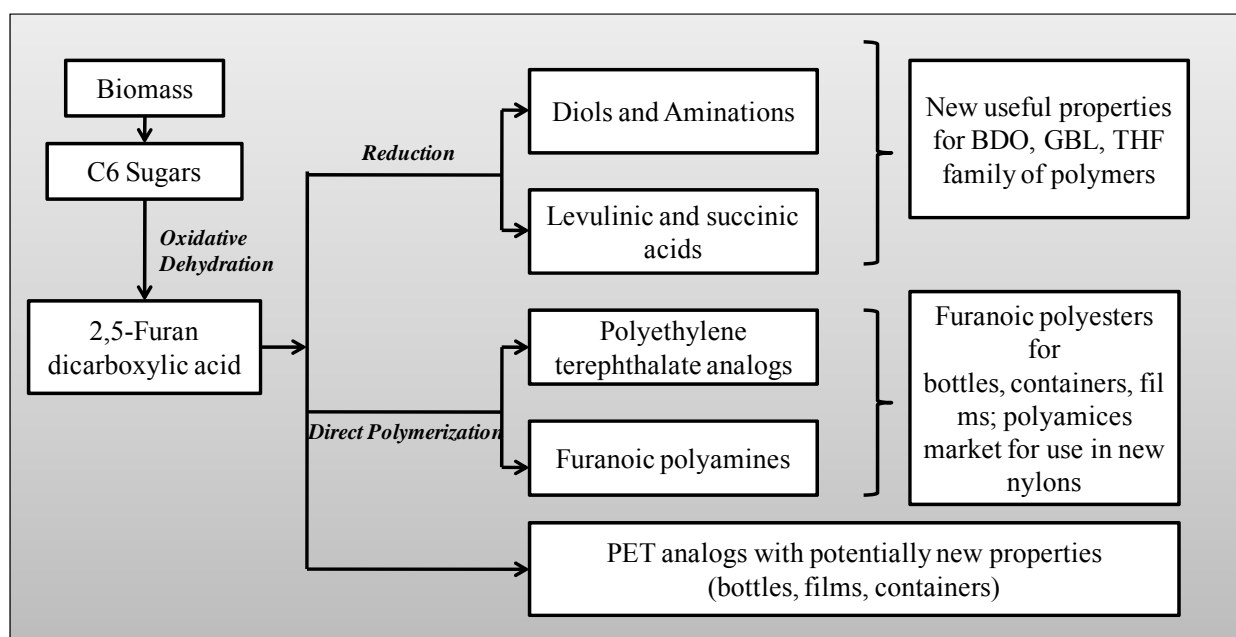 Biomass
C6 Sugars
Oxidative
Dehydration
2,5-Furan
dicarboxylic acid
Reduction
Direct Polymerization
Diols and Aminations
Levulinic and succinic
acids
Polyethylene
terephthalate analogs
Furanoic polyamines
PET analogs with potentially new properties
(bottles, films, containers)
New useful properties
for BDO, GBL, THF
family of polymers
Furanoic polyesters
for
bottles, containers, fil
ms; polyamices
market for use in new
nylons